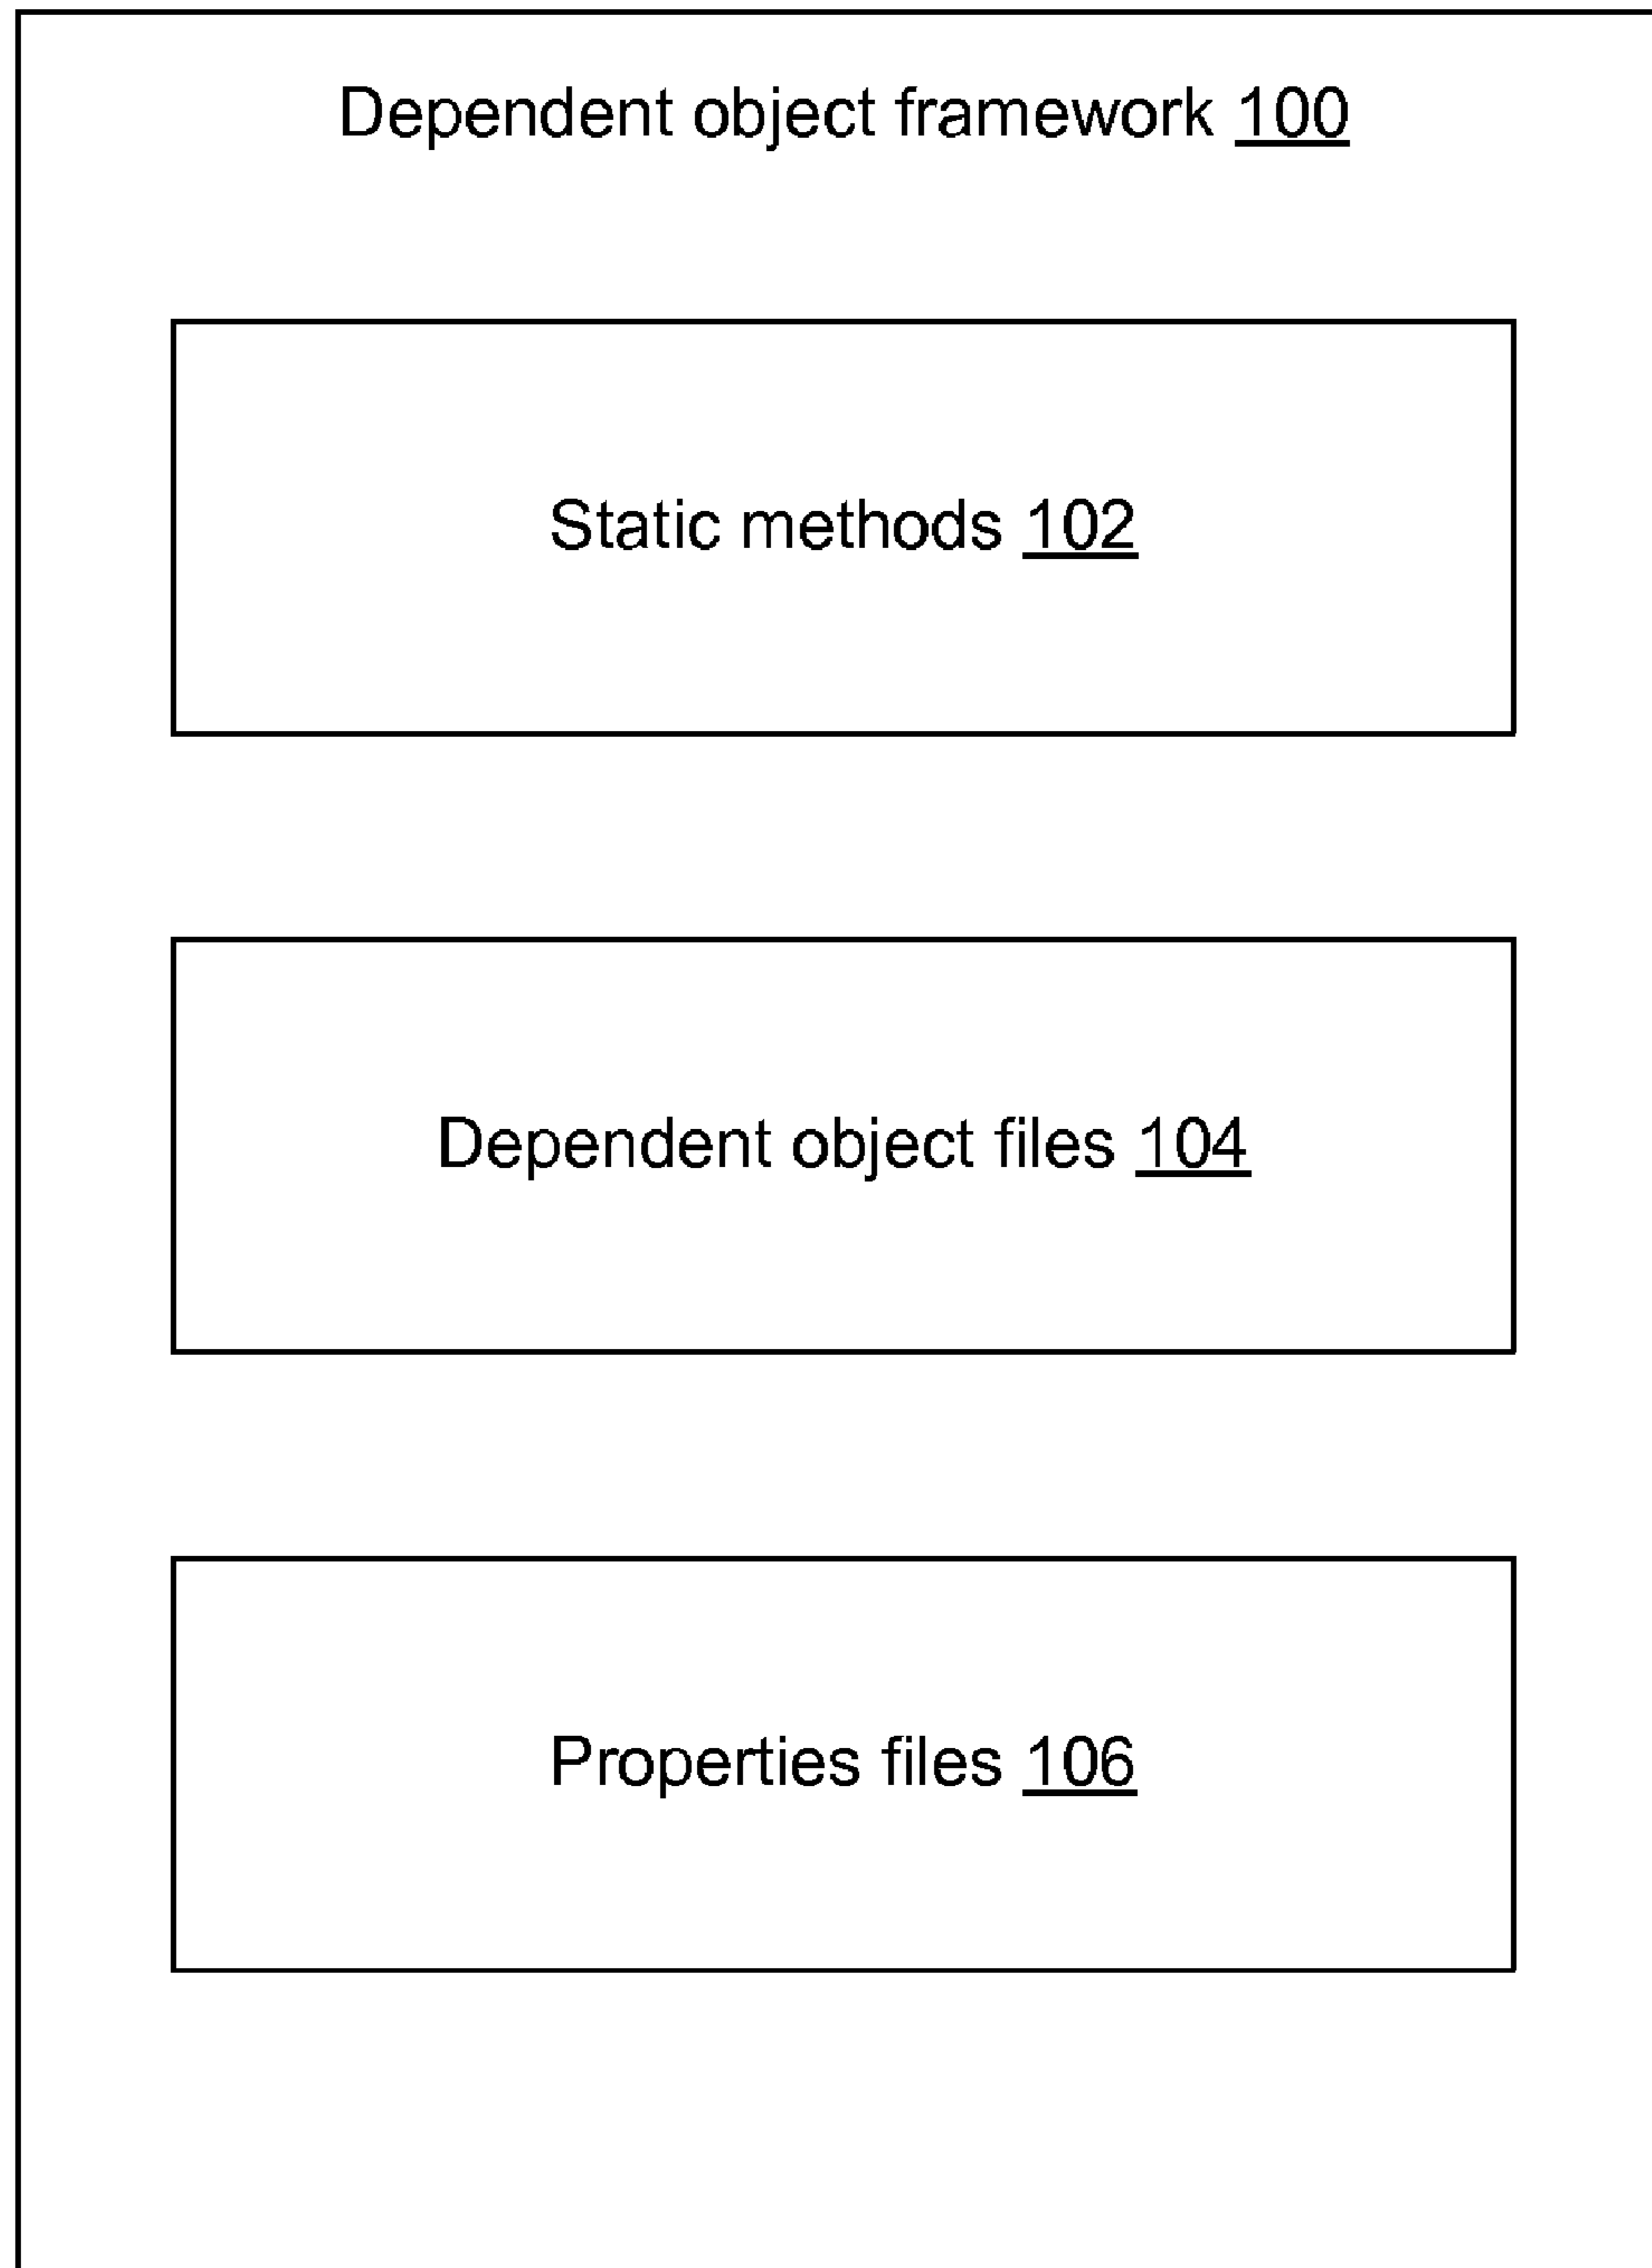 Dependent object framework 100
Static methods 102
Dependent object files 104
Properties files 106